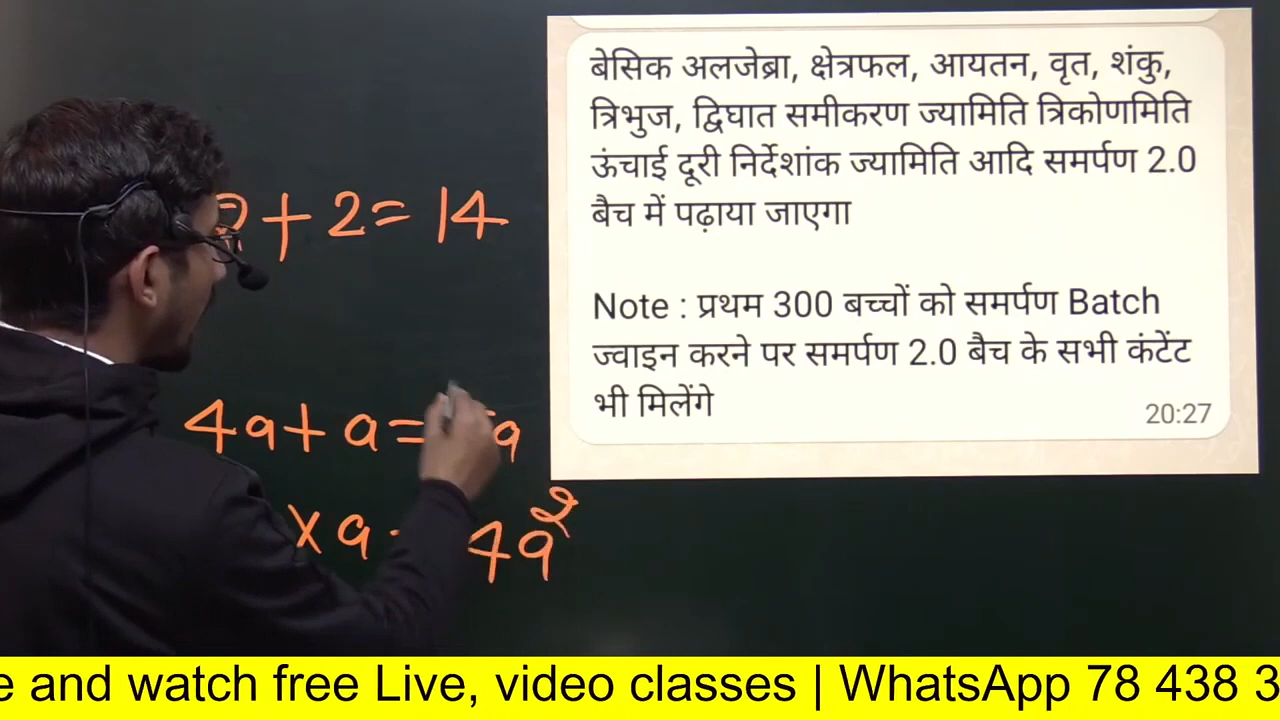 2 + 2 = 14
4a + a = 5a
x a = 4a²
बेसिक अलजेब्रा, क्षेत्रफल, आयतन, वृत, शंकु,
त्रिभुज, द्विघात समीकरण ज्यामिति त्रिकोणमिति
ऊंचाई दूरी निर्देशांक ज्यामिति आदि समर्पण 2.0
बैच में पढ़ाया जाएगा
Note : प्रथम 300 बच्चों को समर्पण Batch
ज्वाइन करने पर समर्पण 2.0 बैच के सभी कंटेंट
भी मिलेंगे
20:27
e and watch free Live, video classes | WhatsApp 78 438 3